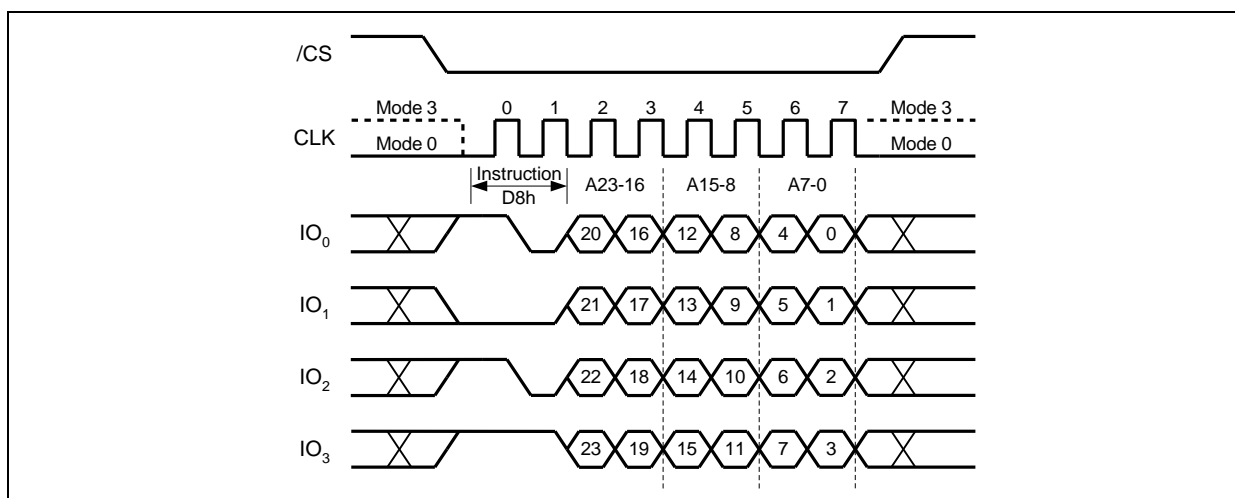 /CS
Mode 3 0 1 2 3 4 5 6 7 Mode 3
CLK
Mode 0 Mode 0
Instruction A23-16 A15-8 A7-0
D8h
IO0 20 16 12 8 4 0
IO1 21 17 13 9 5 1
IO2 22 18 14 10 6 2
IO3 23 19 15 11 7 3